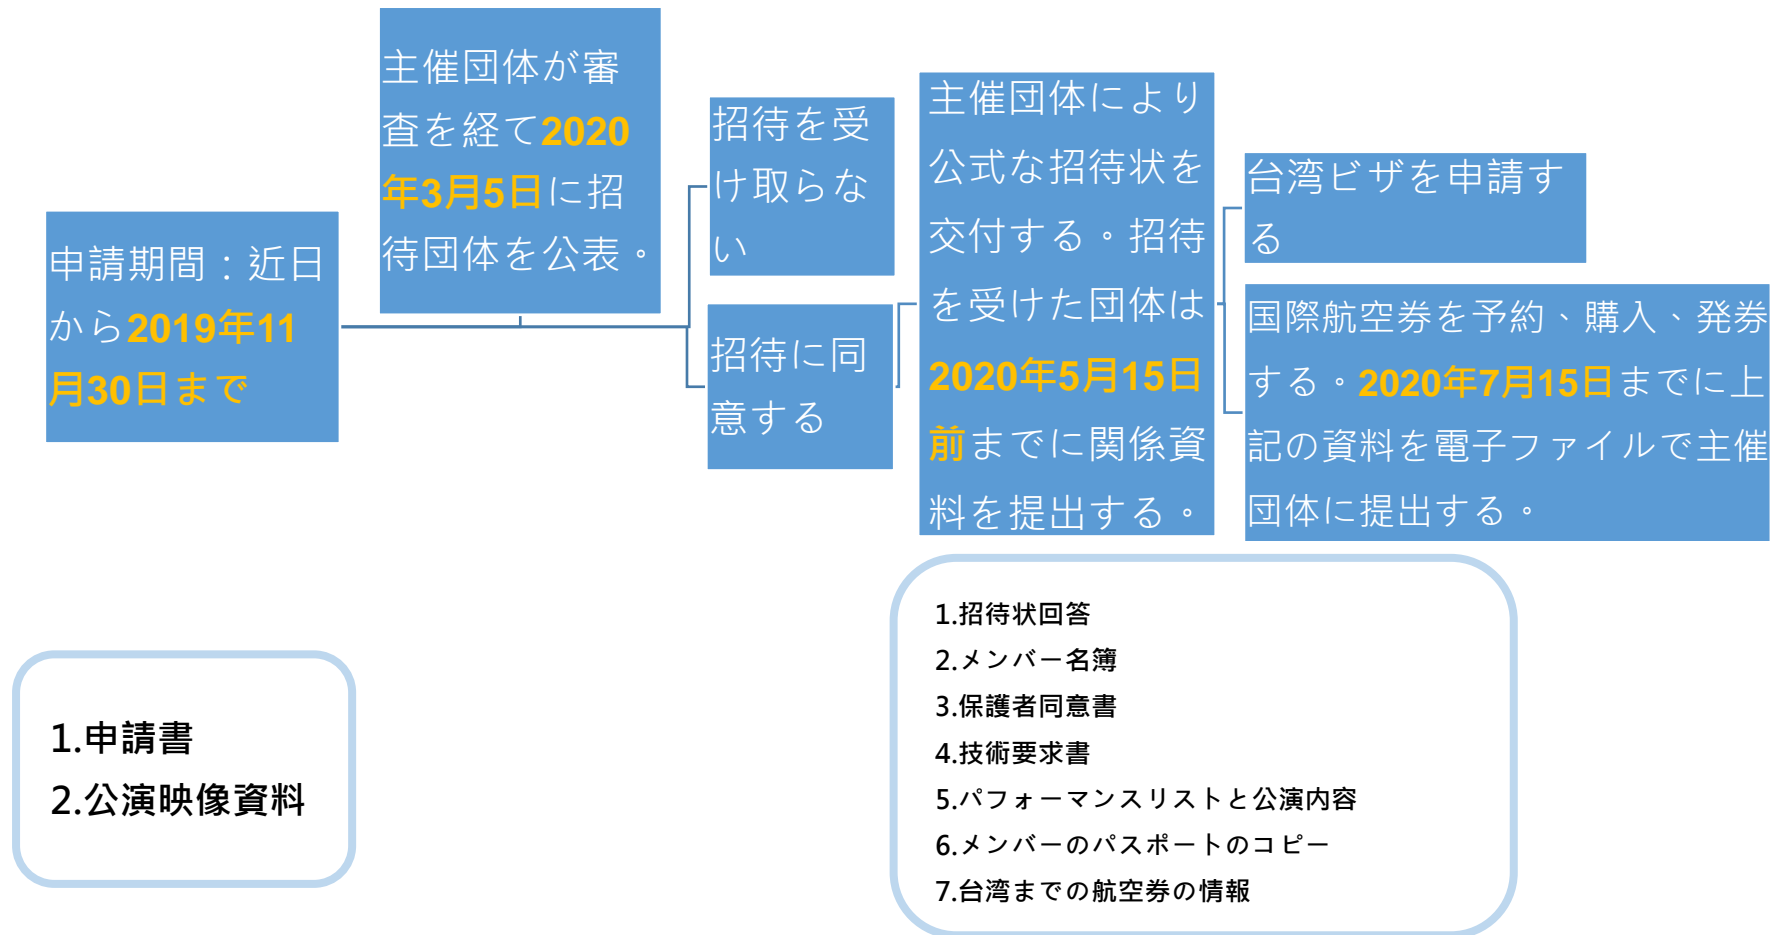 申請期間：近日
から2019年11
月30日まで
主催団体が審
査を経て2020
年3月5日に招
待団体を公表。
招待を受
け取らな
い
招待に同
意する
主催団体により
公式な招待状を
交付する。招待
を受けた団体は
2020年5月15日
前までに関係資
料を提出する。
台湾ビザを申請す
る
国際航空券を予約、購入、発券
する。2020年7月15日までに上
記の資料を電子ファイルで主催
団体に提出する。
1.申請書
2.公演映像資料
1.招待状回答
2.メンバー名簿
3.保護者同意書
4.技術要求書
5.パフォーマンスリストと公演内容
6.メンバーのパスポートのコピー
7.台湾までの航空券の情報